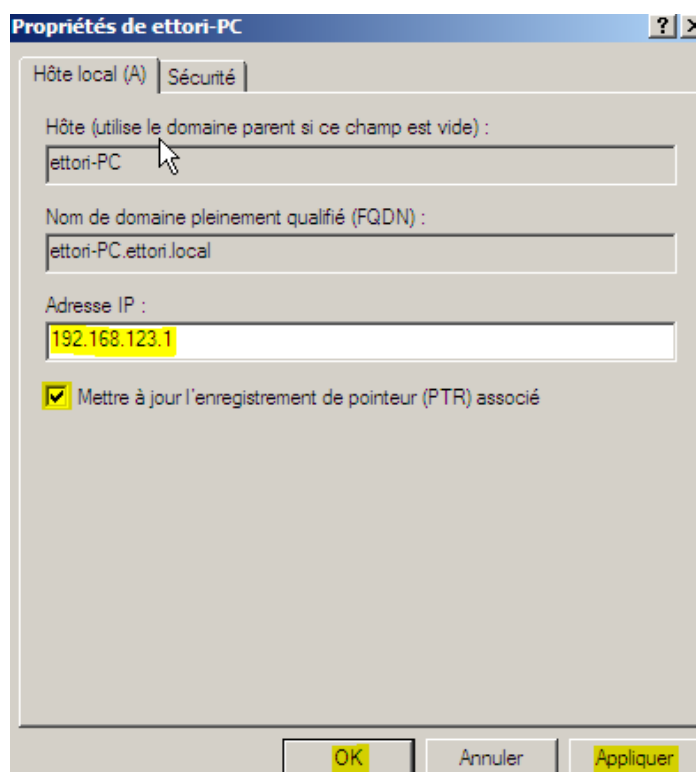 Propriétés de ettori-PC
Hôte local (A) Sécurité
Hôte (utilise le domaine parent si ce champ est vide) :
ettori-PC
Nom de domaine pleinement qualifié (FQDN) :
ettori-PC.ettori.local
Adresse IP :
192.168.123.1
Mettre à jour l'enregistrement de pointeur (PTR) associé
OK Annuler Appliquer